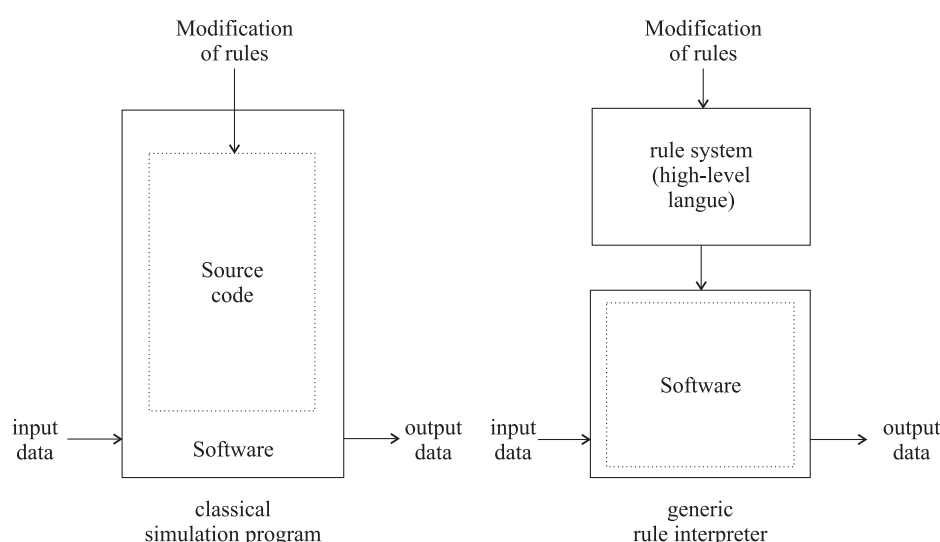 Modification
of rules
Source
code
input
data
Software
output
data
classical
simulation program
Modification
of rules
rule system
(high-level
langue)
Software
input
data
output
data
generic
rule interpreter